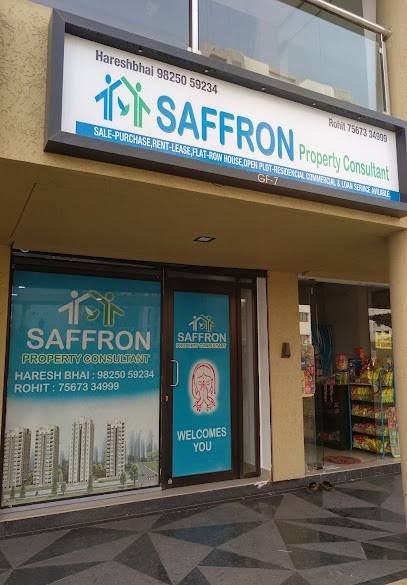 Hareshbhai 98250 59234
Rohit 75673 34999
SAFFRON Property Consultant
SALE-PURCHASE,RENT-LEASE,FLAT-ROW HOUSE,OPEN PLOT-RESIDENCIAL COMMERCIAL & LOAN SERVICE AVILABLE
GF-7
SAFFRON
PROPERTY CONSULTANT
HARESH BHAI : 98250 59234
ROHIT : 75673 34999
SAFFRON
PROPERTY CONSULTANT
WELCOMES
YOU